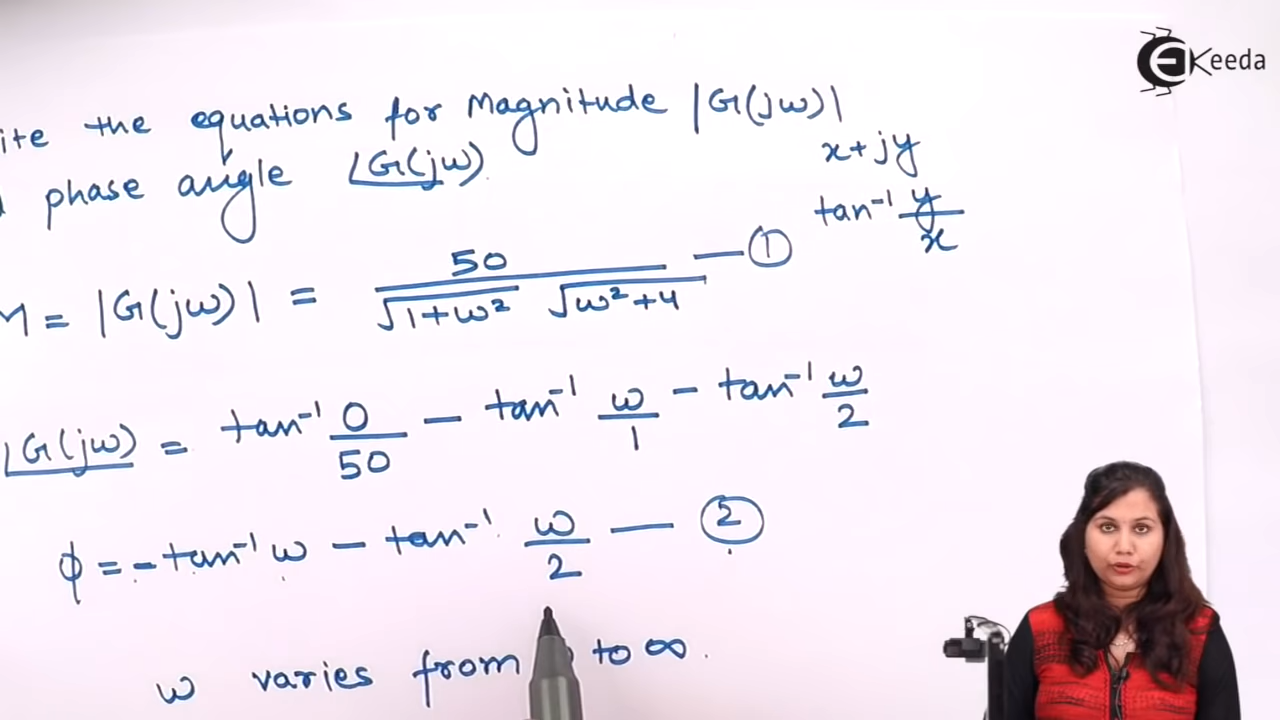 EKeeda
ite the equations for Magnitude |G(jω)|
phase angle ∠G(jω)
x+jy
tan⁻¹ y/x
M = |G(jω)| = 50 / √1+ω² √ω²+4 — ①
∠G(jω) = tan⁻¹ 0/50 − tan⁻¹ ω/1 − tan⁻¹ ω/2
ϕ = -tan⁻¹ ω − tan⁻¹ ω/2 — ②
ω varies from to ∞.